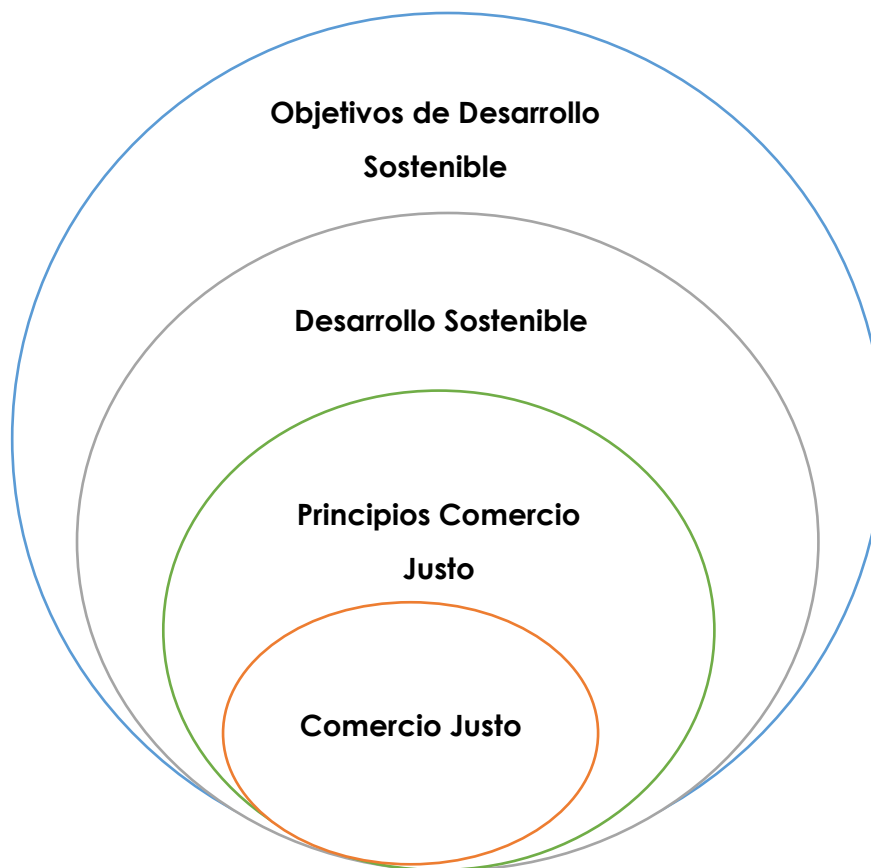 Objetivos de Desarrollo
Sostenible
Desarrollo Sostenible
Principios Comercio
Justo
Comercio Justo